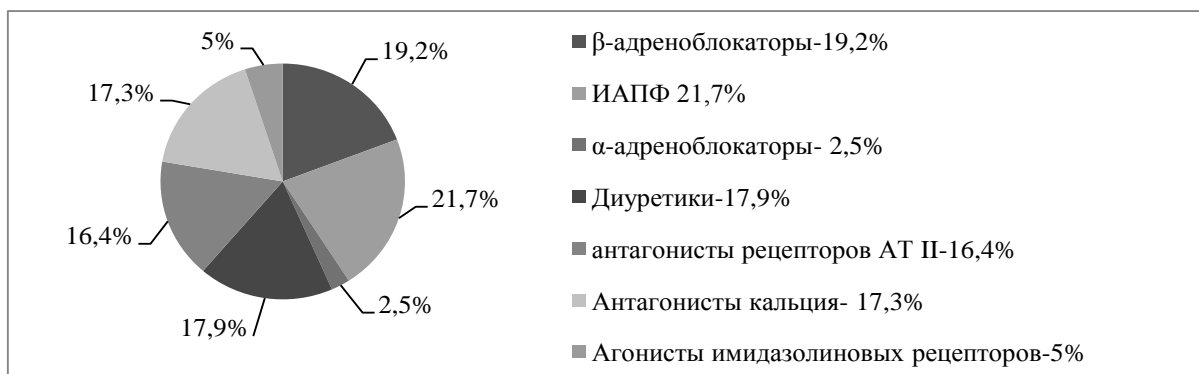 5%
19,2%
17,3%
21,7%
16,4%
2,5%
17,9%
β-адреноблокаторы-19,2%
ИАПФ 21,7%
α-адреноблокаторы- 2,5%
Диуретики-17,9%
антагонисты рецепторов АТ II-16,4%
Антагонисты кальция- 17,3%
Агонисты имидазолиновых рецепторов-5%